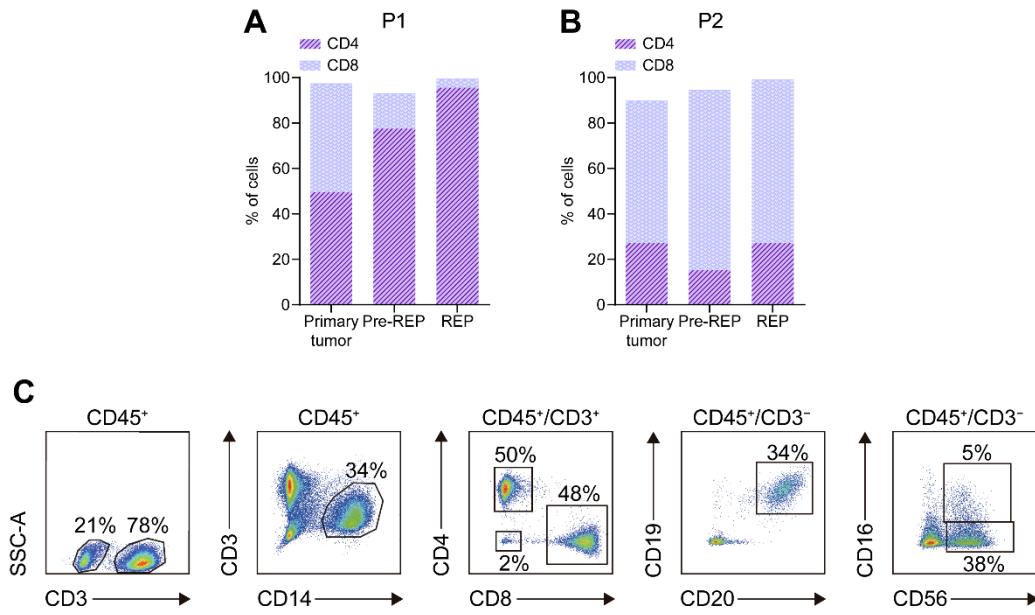 A
P1
CD4
CD8
% of cells
100
80
60
40
20
0
Primary
tumor
Pre-REP
REP
B
P2
CD4
CD8
% of cells
100
80
60
40
20
0
Primary
tumor
Pre-REP
REP
C
CD45⁺
21%
78%
SSC-A
CD3
CD45⁺
34%
CD3
CD14
CD45⁺/CD3⁺
50%
48%
2%
CD4
CD8
CD45⁺/CD3⁻
34%
CD19
CD20
CD45⁺/CD3⁻
5%
38%
CD16
CD56